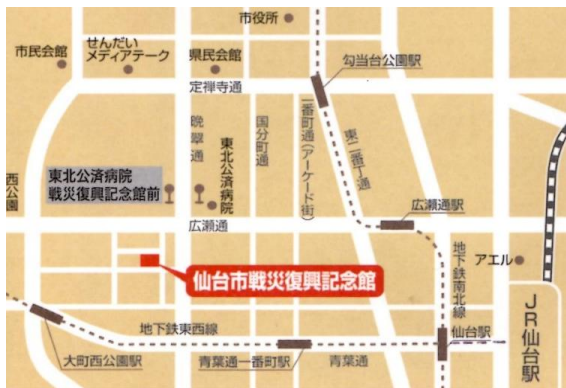 市役所
市民会館
せんだい
メディアテーク
県民会館
勾当台公園駅
定禅寺通
晩翠通
国分町通
一番町通(アーケード街)
東二番丁通
西公園
東北公済病院
戦災復興記念館前
東北公済病院
広瀬通
広瀬通駅
地下鉄南北線
アエル
仙台市戦災復興記念館
JR仙台駅
地下鉄東西線
仙台駅
大町西公園駅
青葉通一番町駅
青葉通